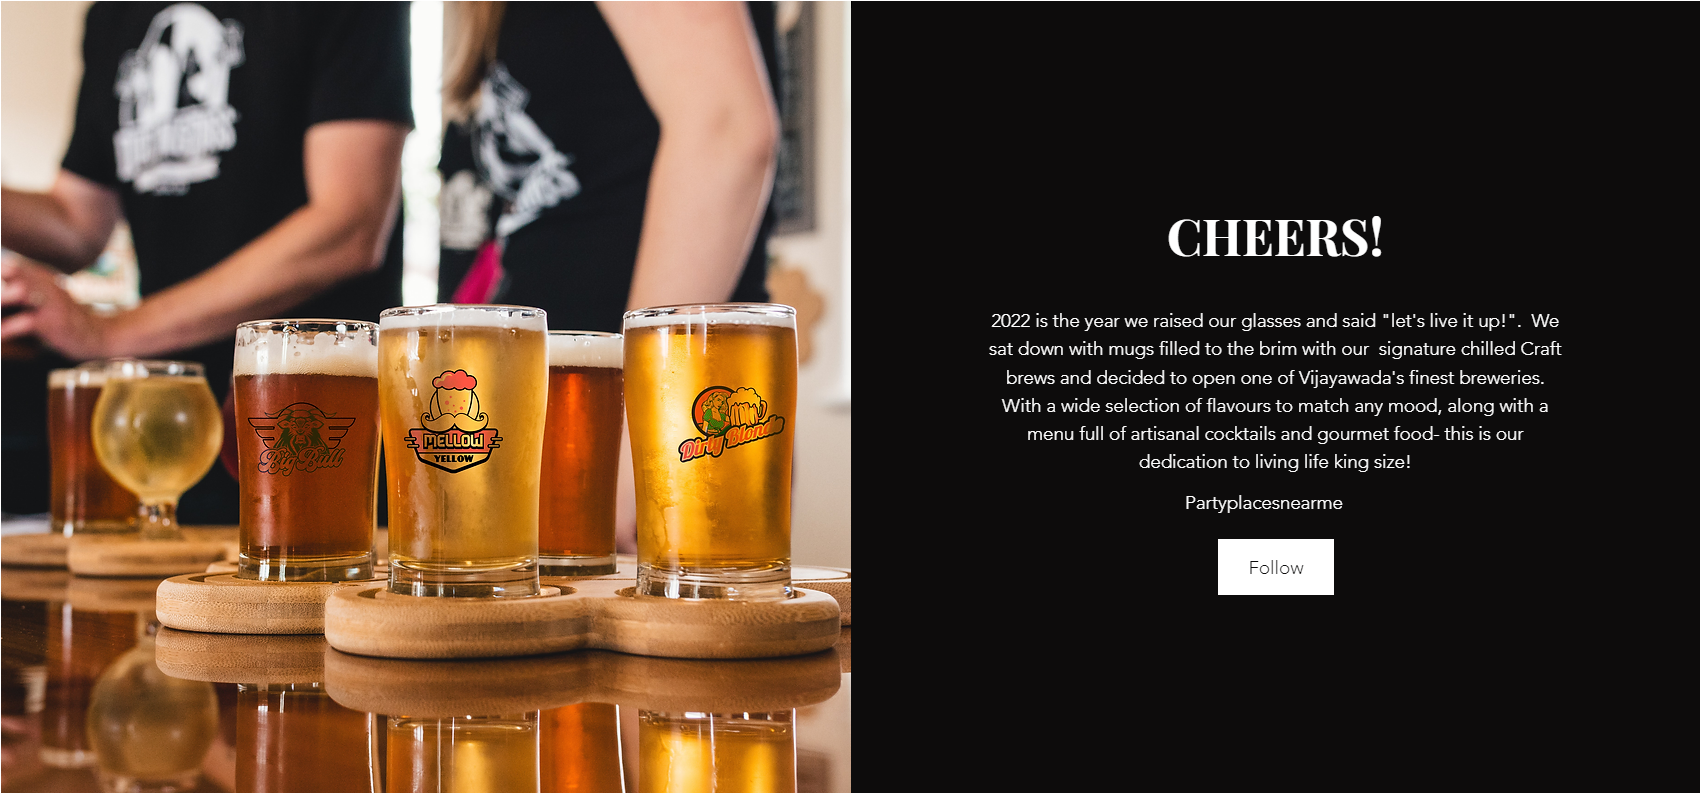 CHEERS!
2022 is the year we raised our glasses and said "let's live it up!".  We
sat down with mugs filled to the brim with our  signature chilled Craft
brews and decided to open one of Vijayawada's finest breweries.
With a wide selection of flavours to match any mood, along with a
menu full of artisanal cocktails and gourmet food- this is our
dedication to living life king size!
Partyplacesnearme
Follow
Big Bull
MELLOW
YELLOW
Dirty Blonde